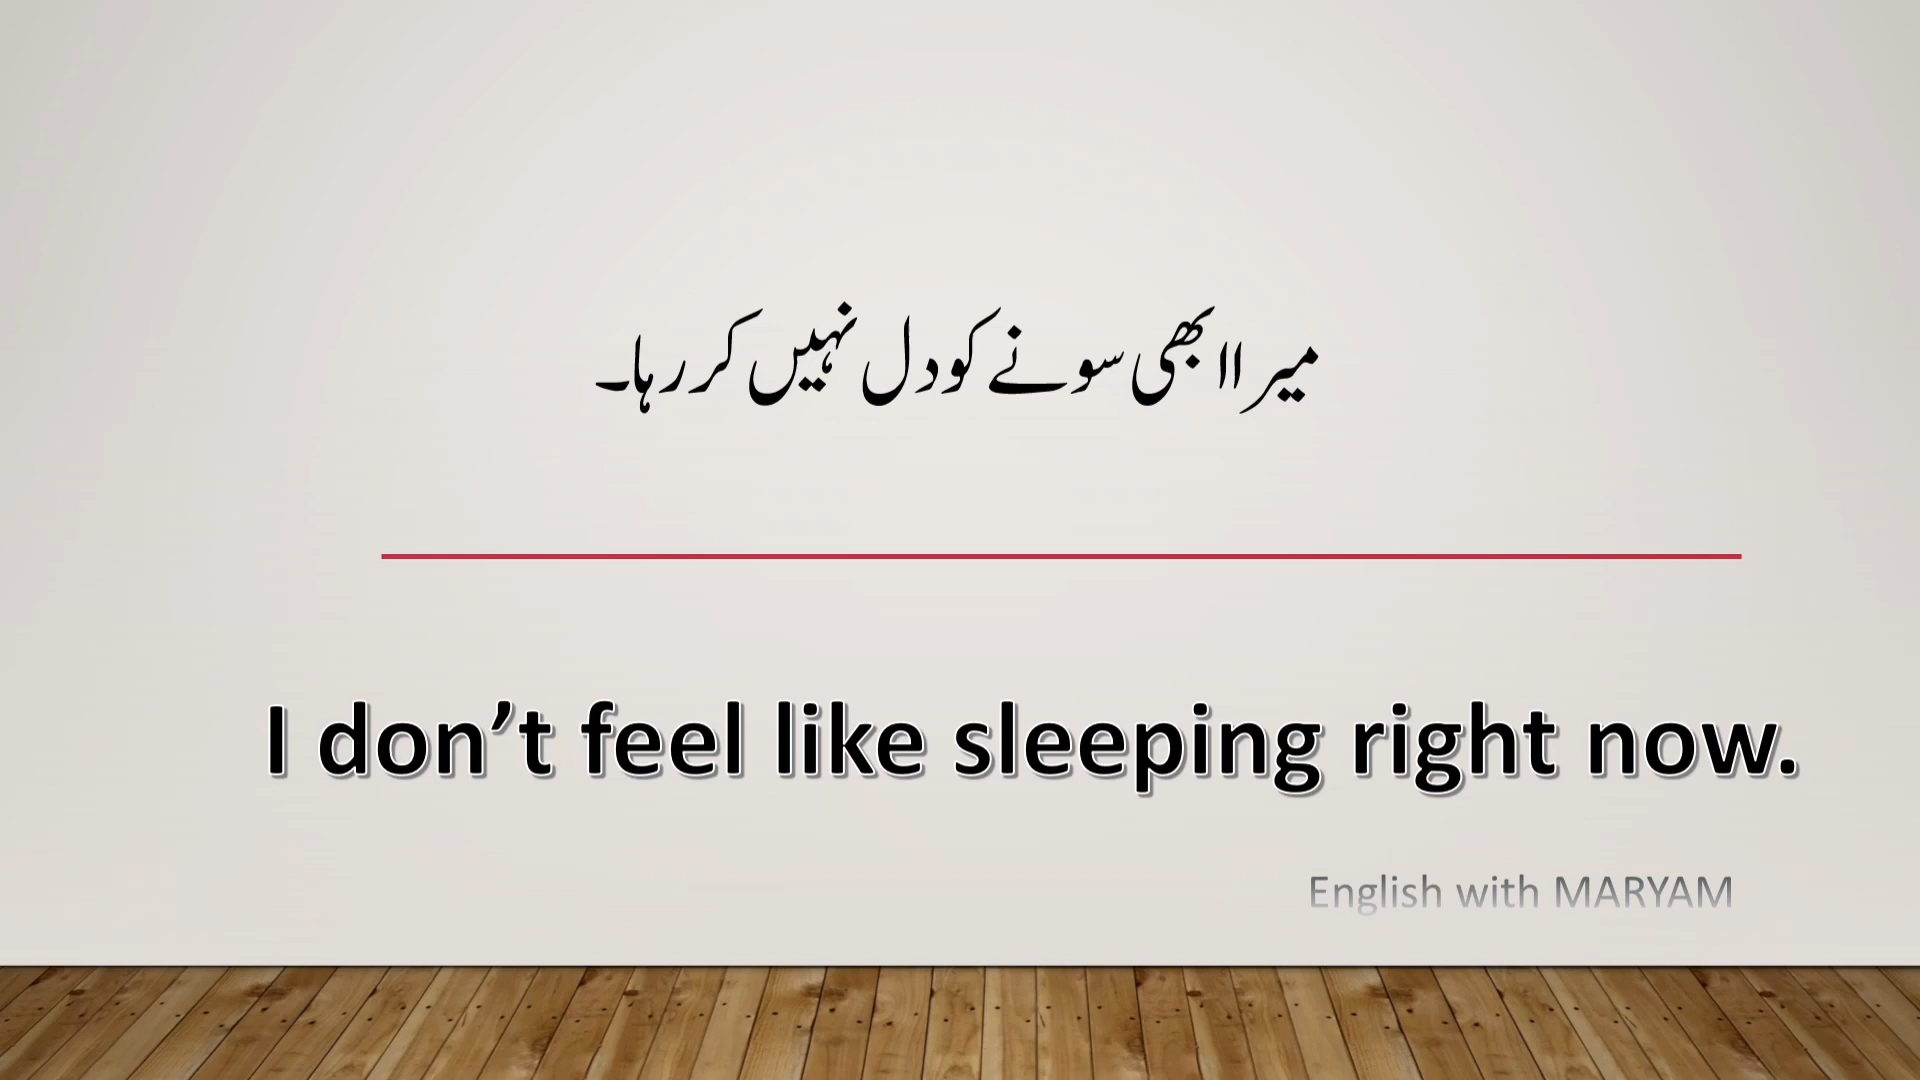 میرا ابھی سونے کو دل نہیں کر رہا۔
I don’t feel like sleeping right now.
English with MARYAM